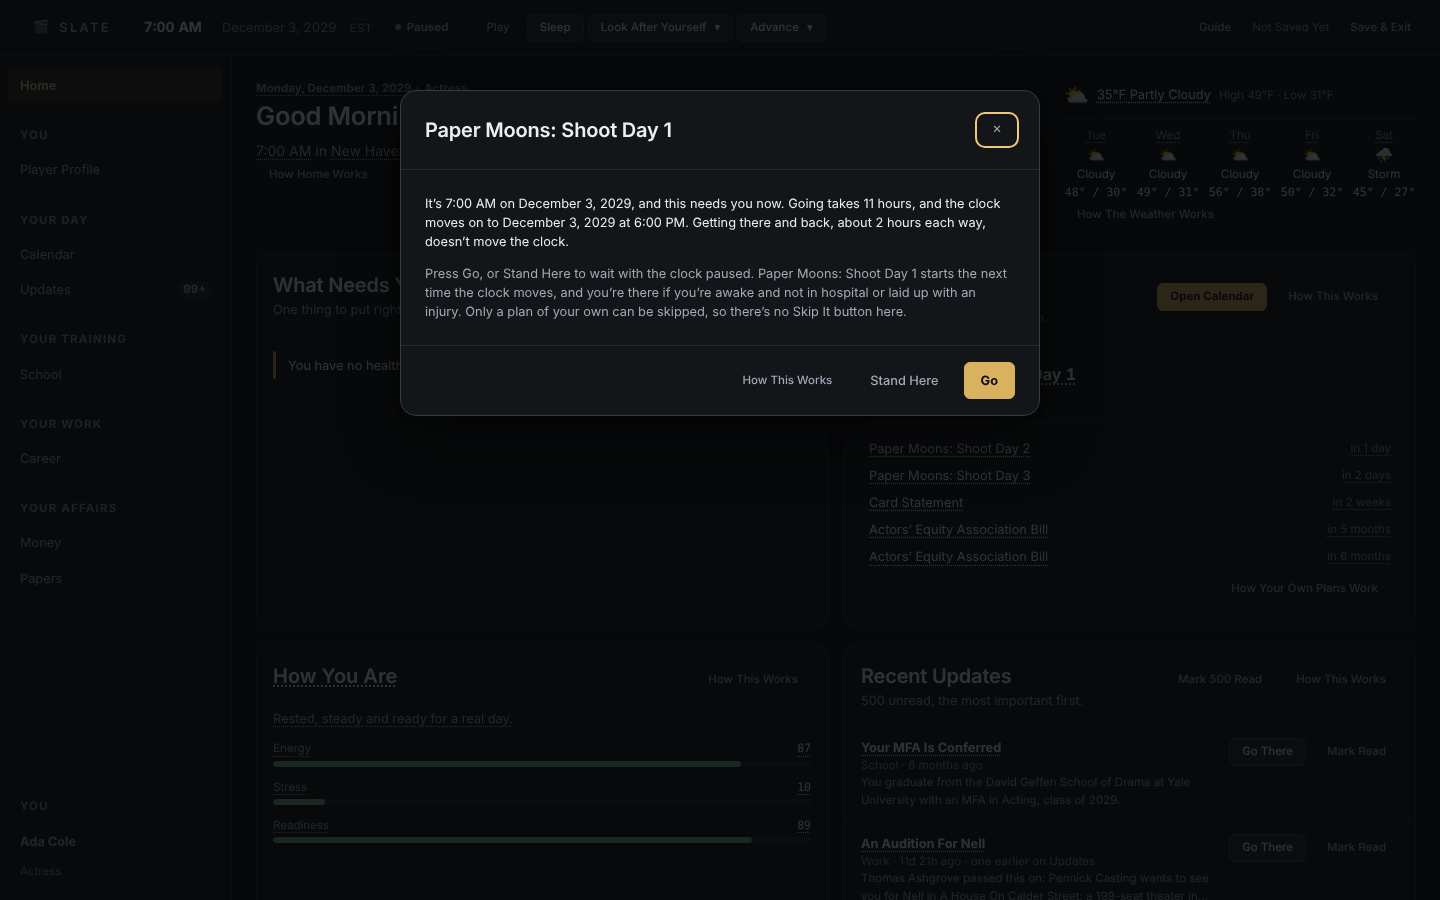 SLATE
7:00 AM
December 3, 2029 EST
Paused
Play
Sleep
Look After Yourself
Advance
Guide
Not Saved Yet
Save & Exit
Home
YOU
Player Profile
YOUR DAY
Calendar
Updates
99+
YOUR TRAINING
School
YOUR WORK
Career
YOUR AFFAIRS
Money
Papers
YOU
Ada Cole
Actress
Monday, December 3, 2029 · Actress
Good Morni
7:00 AM in New Have
How Home Works
35°F Partly Cloudy
High 49°F · Low 31°F
Tue Wed Thu Fri Sat
Cloudy Cloudy Cloudy Cloudy Storm
48° / 30° 49° / 31° 56° / 38° 50° / 32° 45° / 27°
How The Weather Works
Paper Moons: Shoot Day 1
×
It’s 7:00 AM on December 3, 2029, and this needs you now. Going takes 11 hours, and the clock
moves on to December 3, 2029 at 6:00 PM. Getting there and back, about 2 hours each way,
doesn’t move the clock.
Press Go, or Stand Here to wait with the clock paused. Paper Moons: Shoot Day 1 starts the next
time the clock moves, and you’re there if you’re awake and not in hospital or laid up with an
injury. Only a plan of your own can be skipped, so there’s no Skip It button here.
How This Works
Stand Here
Go
What Needs Y
One thing to put right
You have no health
Open Calendar
How This Works
ay 1
Paper Moons: Shoot Day 2
in 1 day
Paper Moons: Shoot Day 3
in 2 days
Card Statement
in 2 weeks
Actors’ Equity Association Bill
in 5 months
Actors’ Equity Association Bill
in 6 months
How Your Own Plans Work
How You Are
How This Works
Rested, steady and ready for a real day.
Energy
87
Stress
10
Readiness
89
Recent Updates
Mark 500 Read
How This Works
500 unread, the most important first.
Your MFA Is Conferred
School · 6 months ago
You graduate from the David Geffen School of Drama at Yale
University with an MFA in Acting, class of 2029.
Go There
Mark Read
An Audition For Nell
Work · 11d 21h ago · one earlier on Updates
Thomas Ashgrove passed this on: Pennick Casting wants to see
you for Nell in A House On Calder Street: a 199-seat theater in
Go There
Mark Read